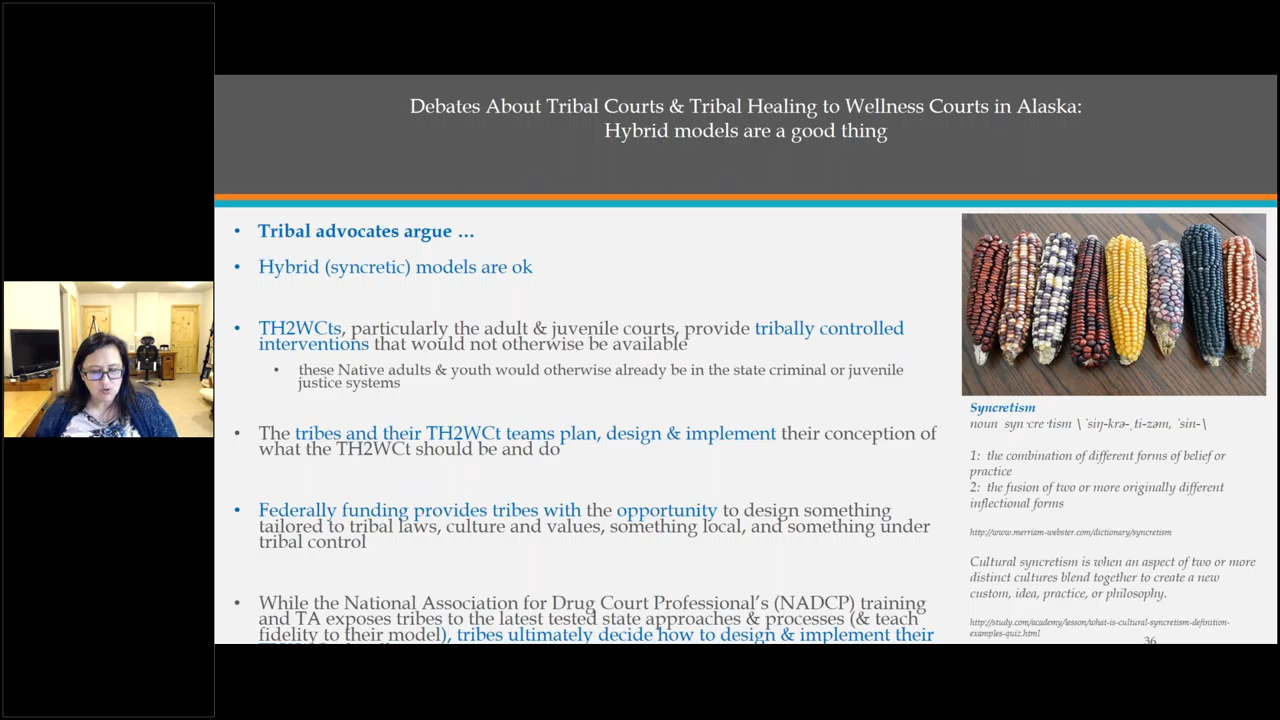 Debates About Tribal Courts & Tribal Healing to Wellness Courts in Alaska:
Hybrid models are a good thing
• Tribal advocates argue …
• Hybrid (syncretic) models are ok
• TH2WCts, particularly the adult & juvenile courts, provide tribally controlled
interventions that would not otherwise be available
• these Native adults & youth would otherwise already be in the state criminal or juvenile
justice systems
• The tribes and their TH2WCt teams plan, design & implement their conception of
what the TH2WCt should be and do
• Federally funding provides tribes with the opportunity to design something
tailored to tribal laws, culture and values, something local, and something under
tribal control
• While the National Association for Drug Court Professional's (NADCP) training
and TA exposes tribes to the latest tested state approaches & processes (& teach
fidelity to their model), tribes ultimately decide how to design & implement their
Syncretism
noun syn·cre·tism \ ˈsiŋ-krə-ˌti-zəm, ˈsin-\
1: the combination of different forms of belief or
practice
2: the fusion of two or more originally different
inflectional forms
http://www.merriam-webster.com/dictionary/syncretism
Cultural syncretism is when an aspect of two or more
distinct cultures blend together to create a new
custom, idea, practice, or philosophy.
http://study.com/academy/lesson/what-is-cultural-syncretism-definition-
examples-quiz.html
36